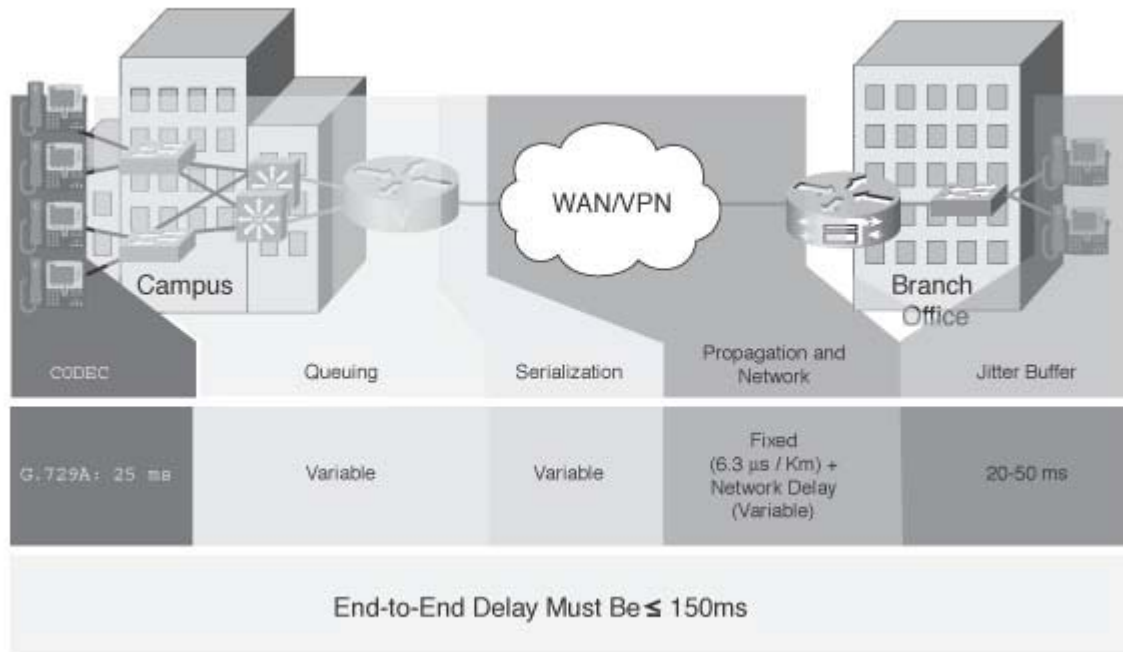 WAN/VPN
Campus
Branch
Office
CODEC
Queuing
Serialization
Propagation and
Network
Jitter Buffer
G.729A: 25 ms
Variable
Variable
Fixed
(6.3 µs / Km) +
Network Delay
(Variable)
20-50 ms
End-to-End Delay Must Be ≤ 150ms